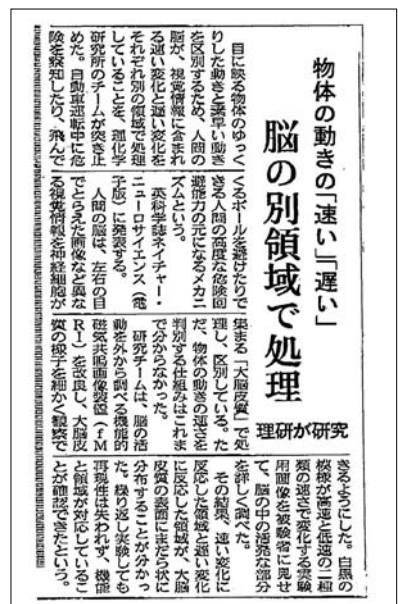 物体の動きの「速い」「遅い」
脳の別領域で処理
理研が研究
目に映る物体のゆっく
りした動きと素早い動き
を区別するため、人間の
脳が、視覚情報に含まれ
る速い変化と遅い変化を
それぞれ別の領域で処理
していることを、理化学
研究所のチームが突き止
めた。自動車運転中に危
険を察知したり、飛んで
くるボールを避けたりで
きる人間の高度な危険回
避能力の元になるメカニ
ズムという。
英科学誌ネイチャー・
ニューロサイエンス（電
子版）に発表する。
人間の脳は、左右の目
でとらえた画像など異な
る視覚情報を神経細胞が
集まる「大脳皮質」で処
理し、区別している。た
だ、物体の動きの速さを
判別する仕組みはこれま
で分からなかった。
研究チームは、脳の活
動を外から調べる機能的
磁気共鳴画像装置（fM
RI）を改良し、大脳皮
質の様子を細かく観察で
きるようにした。白黒の
模様が高速と低速の二種
類の速さで変化する実験
用画像を被験者に見せ
て、脳の中の活発な部分
を詳しく調べた。
その結果、速い変化に
反応した領域と遅い変化
に反応した領域が、大脳
皮質の表面にまだら状に
分布することが分かっ
た。繰り返し実験しても
再現性は失われず、機能
と領域が対応しているこ
とが確認できたという。